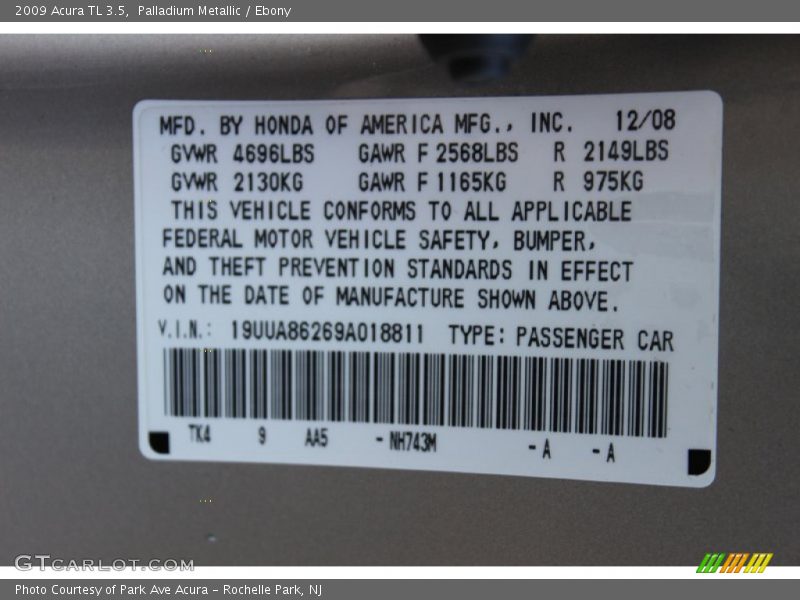 2009 Acura TL 3.5,  Palladium Metallic / Ebony
MFD. BY HONDA OF AMERICA MFG., INC. 12/08
GVWR 4696LBS GAWR F 2568LBS R 2149LBS
GVWR 2130KG GAWR F 1165KG R 975KG
THIS VEHICLE CONFORMS TO ALL APPLICABLE
FEDERAL MOTOR VEHICLE SAFETY, BUMPER,
AND THEFT PREVENTION STANDARDS IN EFFECT
ON THE DATE OF MANUFACTURE SHOWN ABOVE.
V.I.N.: 19UUA86269A018811 TYPE: PASSENGER CAR
TK4 9 AA5 - NH743M - A - A
GTCARLOT.COM
Photo Courtesy of Park Ave Acura - Rochelle Park, NJ